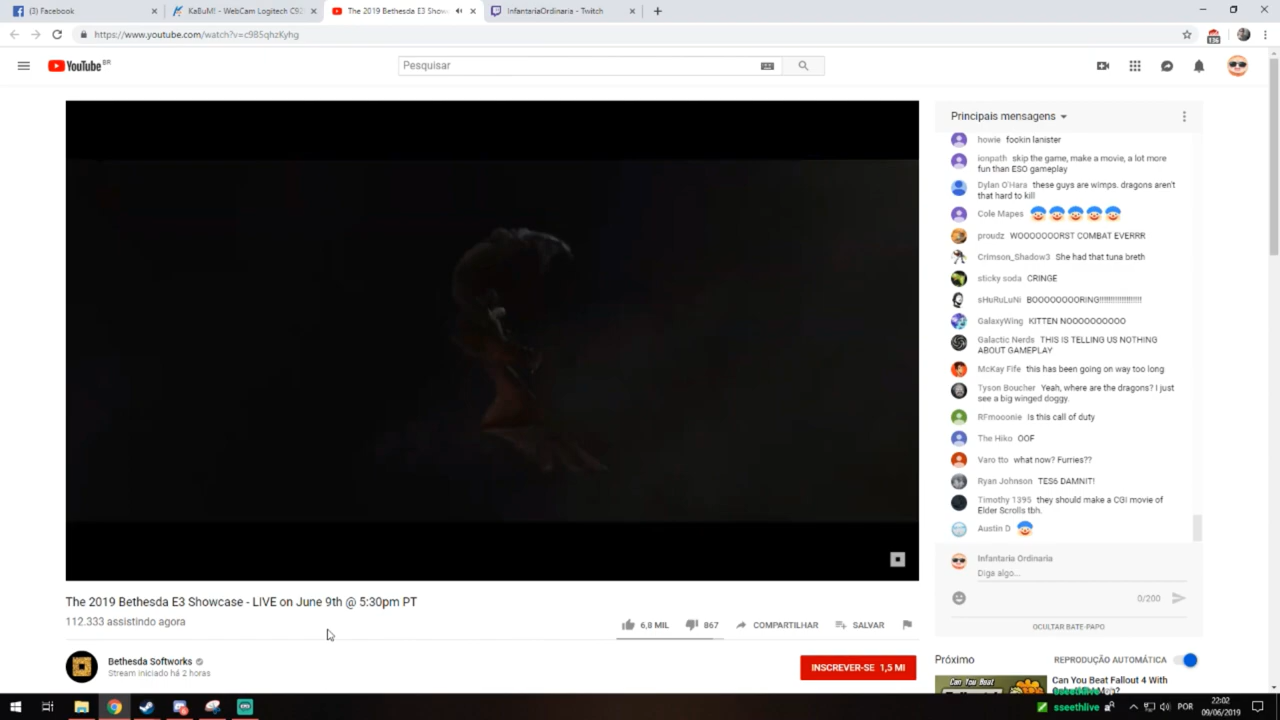 (3) Facebook
KaBuM! - WebCam Logitech C92
The 2019 Bethesda E3 Show
InfantariaOrdinaria - Twitch
https://www.youtube.com/watch?v=c985qhzKyhg
136
YouTube BR
Pesquisar
Principais mensagens
howie fookin lanister
ionpath skip the game, make a movie, a lot more
fun than ESO gameplay
Dylan O'Hara these guys are wimps. dragons aren't
that hard to kill
Cole Mapes
proudz WOOOOOOORST COMBAT EVERRR
Crimson_Shadow3 She had that tuna breth
sticky soda CRINGE
sHuRuLuNi BOOOOOOOORING!!!!!!!!!!!!!!!!!!!
GalaxyWing KITTEN NOOOOOOOOOO
Galactic Nerds THIS IS TELLING US NOTHING
ABOUT GAMEPLAY
McKay Fife this has been going on way too long
Tyson Boucher Yeah, where are the dragons? I just
see a big winged doggy.
RFmooonie Is this call of duty
The Hiko OOF
Varo tto what now? Furries??
Ryan Johnson TES6 DAMNIT!
Timothy 1395 they should make a CGI movie of
Elder Scrolls tbh.
Austin D
Infantaria Ordinaria
Diga algo...
0/200
OCULTAR BATE-PAPO
The 2019 Bethesda E3 Showcase - LIVE on June 9th @ 5:30pm PT
112.333 assistindo agora
6,8 MIL 867 COMPARTILHAR SALVAR
Bethesda Softworks
Stream iniciado há 2 horas
INSCREVER-SE 1,5 MI
Próximo REPRODUÇÃO AUTOMÁTICA
Can You Beat
Can You Beat Fallout 4 With
sseethlive
POR
22:02
09/06/2019